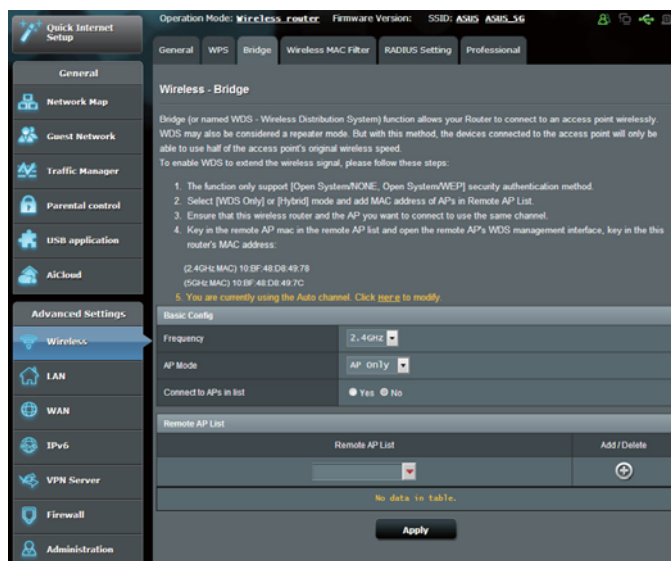 Quick Internet
Setup
Operation Mode: Wireless router Firmware Version: SSID: ASUS ASUS_5G
General WPS Bridge Wireless MAC Filter RADIUS Setting Professional
General
Network Map
Guest Network
Traffic Manager
Parental control
USB application
AiCloud
Advanced Settings
Wireless
LAN
WAN
IPv6
VPN Server
Firewall
Administration
Wireless - Bridge
Bridge (or named WDS - Wireless Distribution System) function allows your Router to connect to an access point wirelessly.
WDS may also be considered a repeater mode. But with this method, the devices connected to the access point will only be
able to use half of the access point's original wireless speed.
To enable WDS to extend the wireless signal, please follow these steps:
1. The function only support [Open System/NONE, Open System/WEP] security authentication method.
2. Select [WDS Only] or [Hybrid] mode and add MAC address of APs in Remote AP List.
3. Ensure that this wireless router and the AP you want to connect to use the same channel.
4. Key in the remote AP mac in the remote AP list and open the remote AP's WDS management interface, key in the this
router's MAC address:
(2.4GHz MAC) 10:BF:48:D8:49:78
(5GHz MAC) 10:BF:48:D8:49:7C
5. You are currently using the Auto channel. Click Here to modify.
Basic Config
Frequency 2.4GHz
AP Mode AP Only
Connect to APs in list Yes No
Remote AP List
Remote AP List Add / Delete
No data in table.
Apply